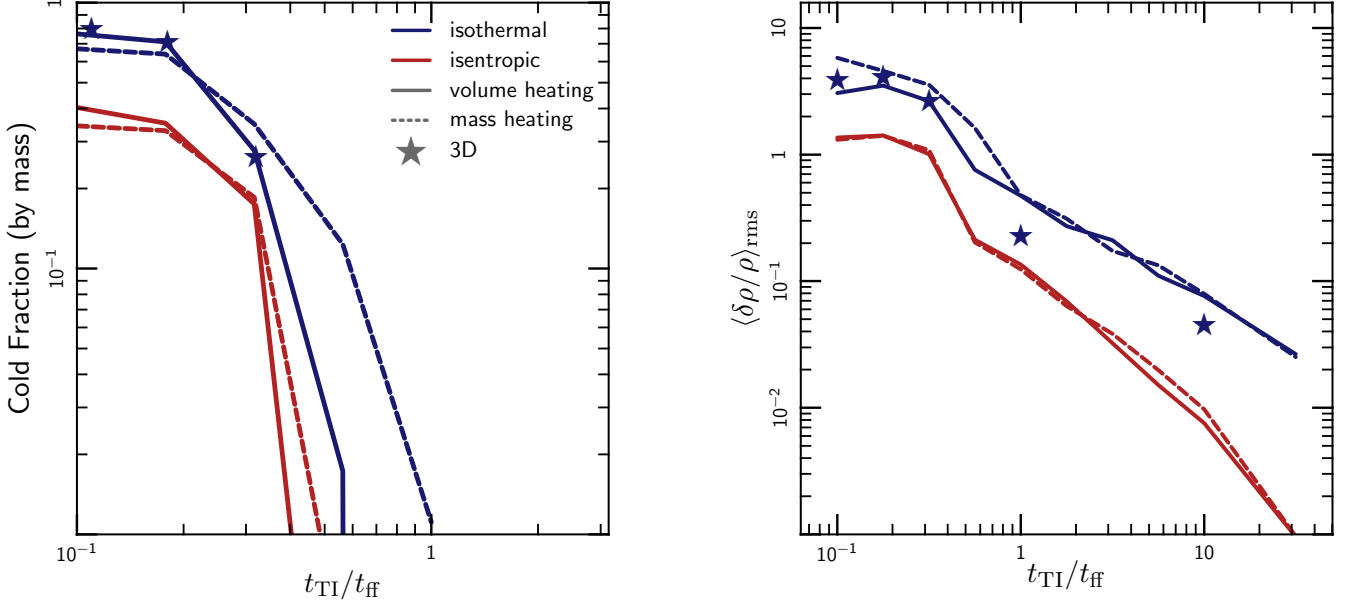 1
10⁻¹
Cold Fraction (by mass)
10⁻¹
1
t_TI/t_ff
isothermal
isentropic
volume heating
mass heating
3D
10
1
10⁻¹
10⁻²
⟨δρ/ρ⟩_rms
10⁻¹
1
10
t_TI/t_ff